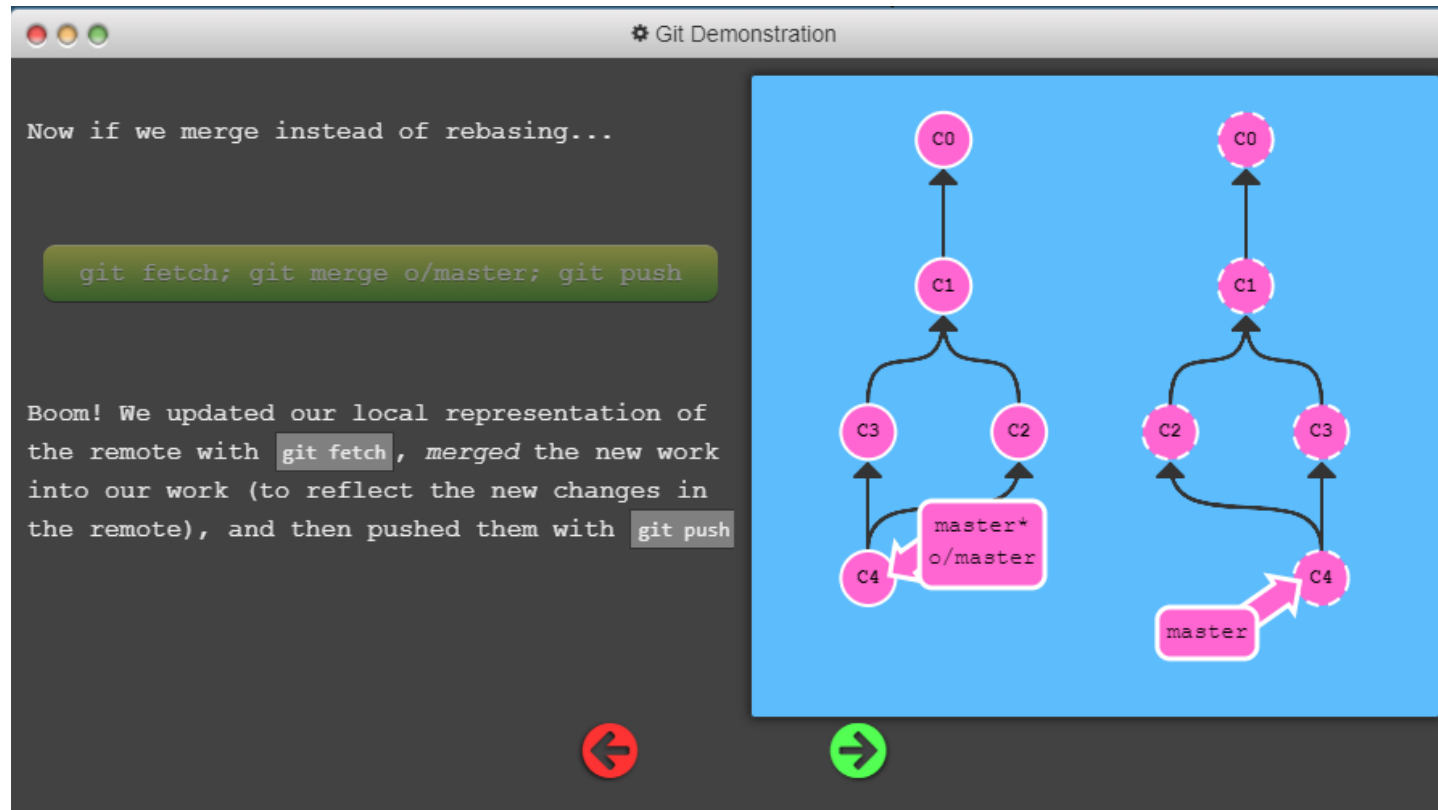 Git Demonstration
Now if we merge instead of rebasing...
git fetch; git merge o/master; git push
Boom! We updated our local representation of
the remote with git fetch, merged the new work
into our work (to reflect the new changes in
the remote), and then pushed them with git push
C0
C0
C1
C1
C3
C2
C2
C3
master*
o/master
C4
C4
master